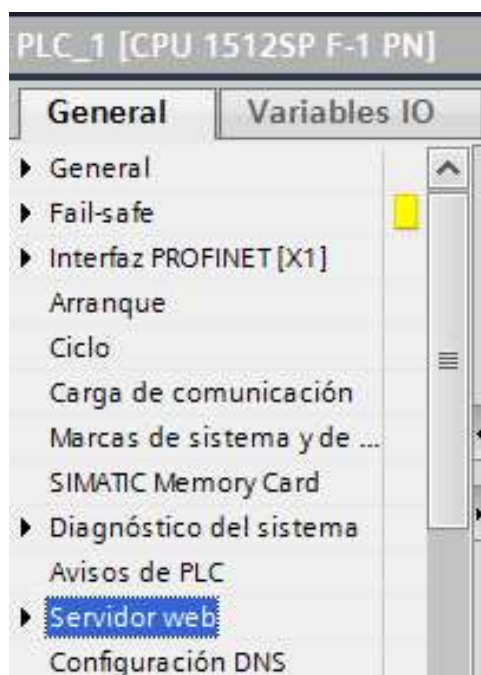 PLC_1 [CPU 1512SP F-1 PN]
General Variables IO
General
Fail-safe
Interfaz PROFINET [X1]
Arranque
Ciclo
Carga de comunicación
Marcas de sistema y de ...
SIMATIC Memory Card
Diagnóstico del sistema
Avisos de PLC
Servidor web
Configuración DNS